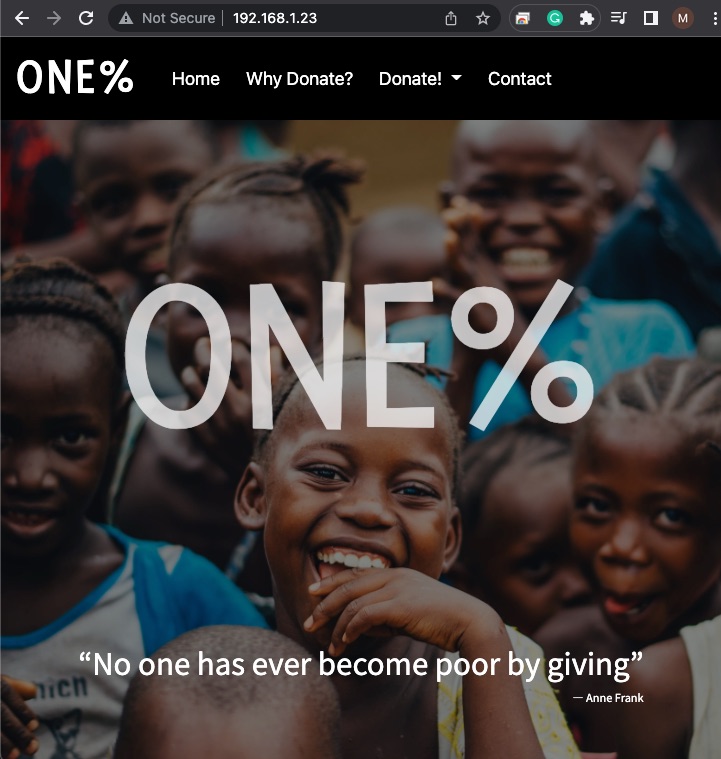 Not Secure 192.168.1.23
M
ONE%
Home Why Donate? Donate! Contact
ONE%
“No one has ever become poor by giving”
— Anne Frank
nich